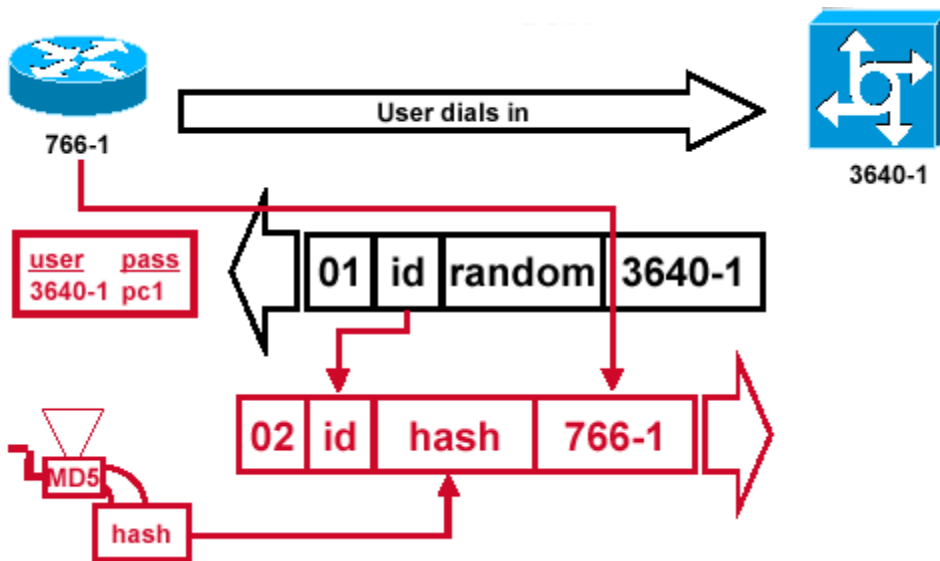 User dials in
766-1
3640-1
user pass
3640-1 pc1
01 id random 3640-1
02 id hash 766-1
MD5
hash